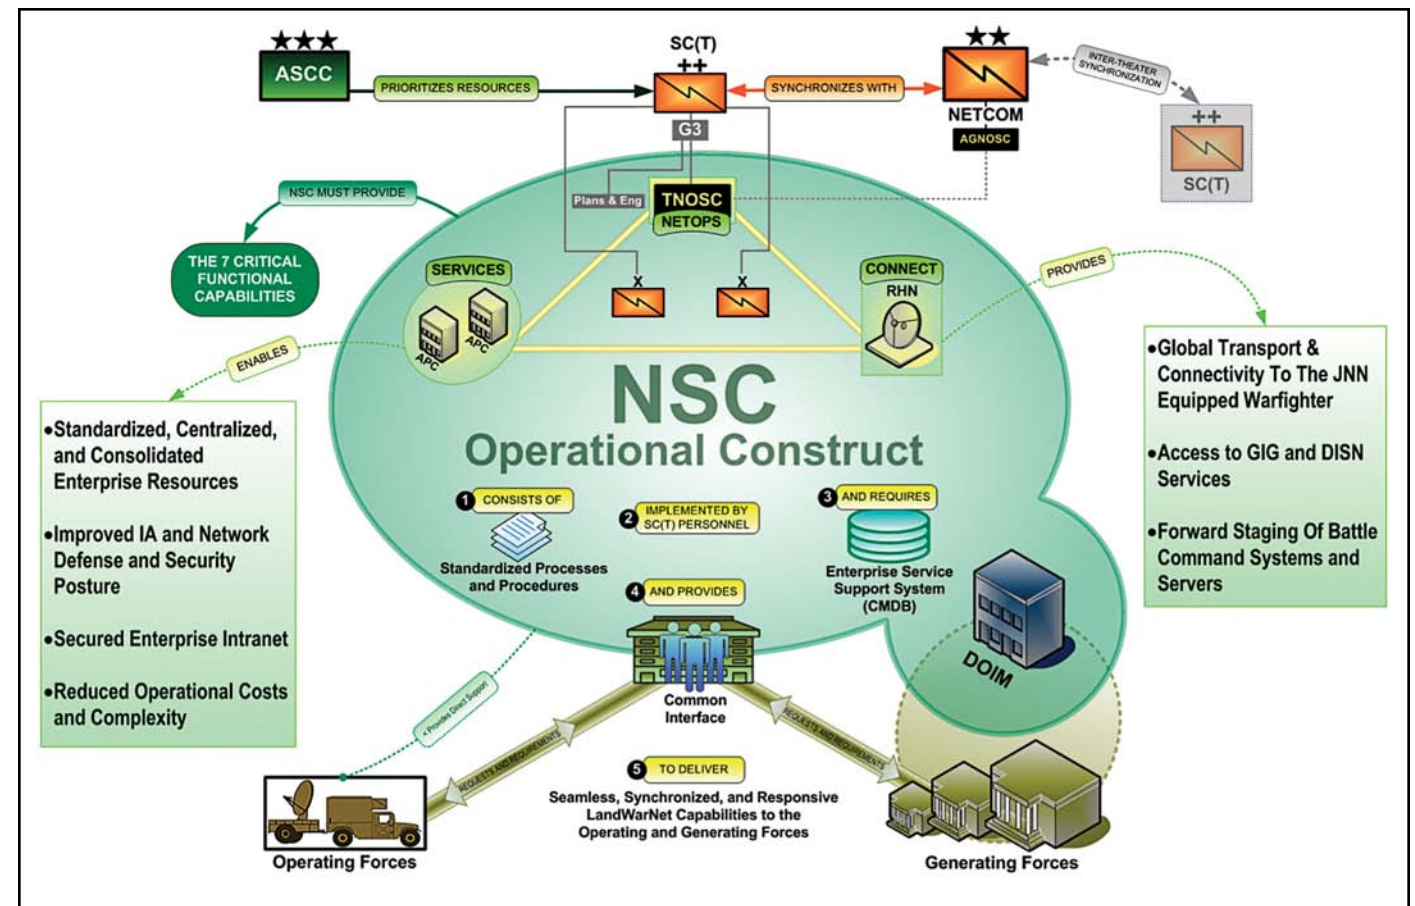 ★★★
ASCC
PRIORITIZES RESOURCES
SC(T)
++
SYNCHRONIZES WITH
★★
NETCOM
AGNOSC
INTER-THEATER
SYNCHRONIZATION
++
SC(T)
G3
Plans & Eng
TNOSC
NETOPS
NSC MUST PROVIDE
THE 7 CRITICAL
FUNCTIONAL
CAPABILITIES
SERVICES
APC
APC
X
X
CONNECT
RHN
PROVIDES
ENABLES
•Global Transport &
Connectivity To The JNN
Equipped Warfighter
•Access to GIG and DISN
Services
•Forward Staging Of Battle
Command Systems and
Servers
•Standardized, Centralized,
and Consolidated
Enterprise Resources
•Improved IA and Network
Defense and Security
Posture
•Secured Enterprise Intranet
•Reduced Operational Costs
and Complexity
NSC
Operational Construct
1 CONSISTS OF
Standardized Processes
and Procedures
2 IMPLEMENTED BY
SC(T) PERSONNEL
3 AND REQUIRES
Enterprise Service
Support System
(CMDB)
4 AND PROVIDES
Common
Interface
DOIM
< Provides Direct Support
REQUESTS AND REQUIREMENTS
REQUESTS AND REQUIREMENTS
5 TO DELIVER
Seamless, Synchronized, and Responsive
LandWarNet Capabilities to the
Operating and Generating Forces
Operating Forces
Generating Forces